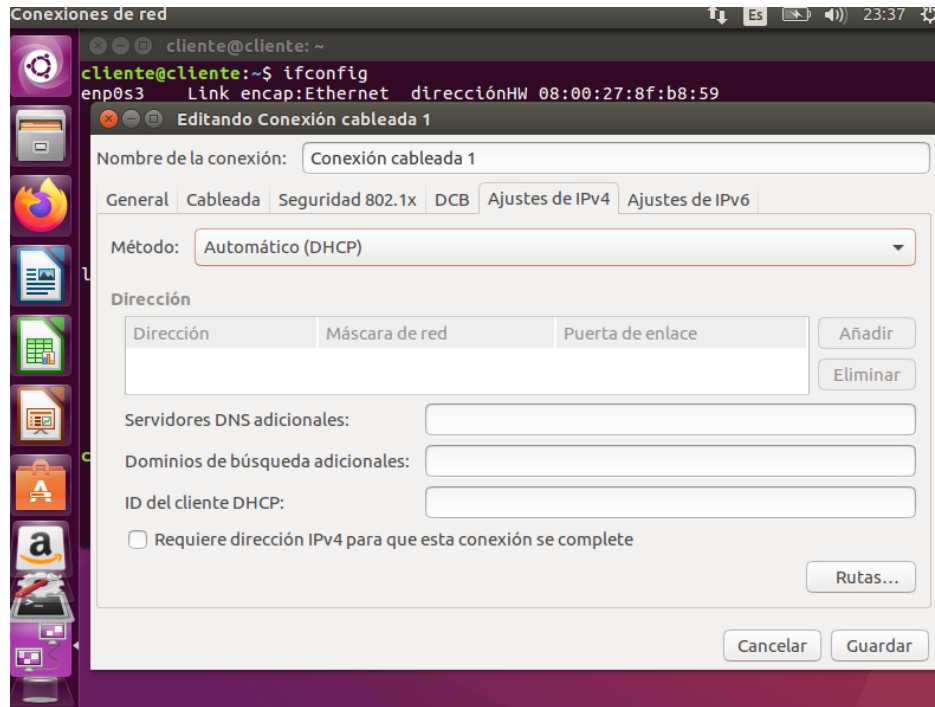 Conexiones de red Es 23:37
cliente@cliente: ~
cliente@cliente:~$ ifconfig
enp0s3 Link encap:Ethernet direcciónHW 08:00:27:8f:b8:59
Editando Conexión cableada 1
Nombre de la conexión: Conexión cableada 1
General Cableada Seguridad 802.1x DCB Ajustes de IPv4 Ajustes de IPv6
Método: Automático (DHCP)
Dirección
Dirección Máscara de red Puerta de enlace Añadir
Eliminar
Servidores DNS adicionales:
Dominios de búsqueda adicionales:
ID del cliente DHCP:
Requiere dirección IPv4 para que esta conexión se complete
Rutas...
Cancelar Guardar